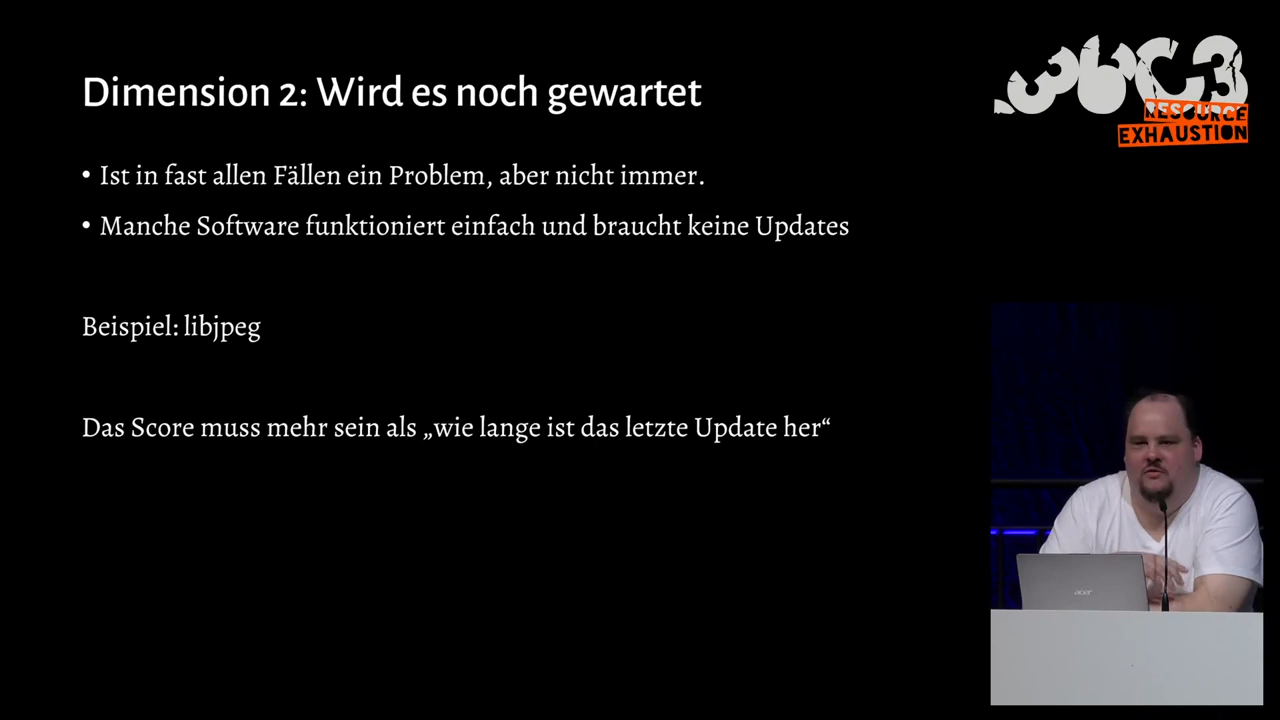 Dimension 2: Wird es noch gewartet
36C3
RESOURCE
EXHAUSTION
• Ist in fast allen Fällen ein Problem, aber nicht immer.
• Manche Software funktioniert einfach und braucht keine Updates
Beispiel: libjpeg
Das Score muss mehr sein als „wie lange ist das letzte Update her“
acer